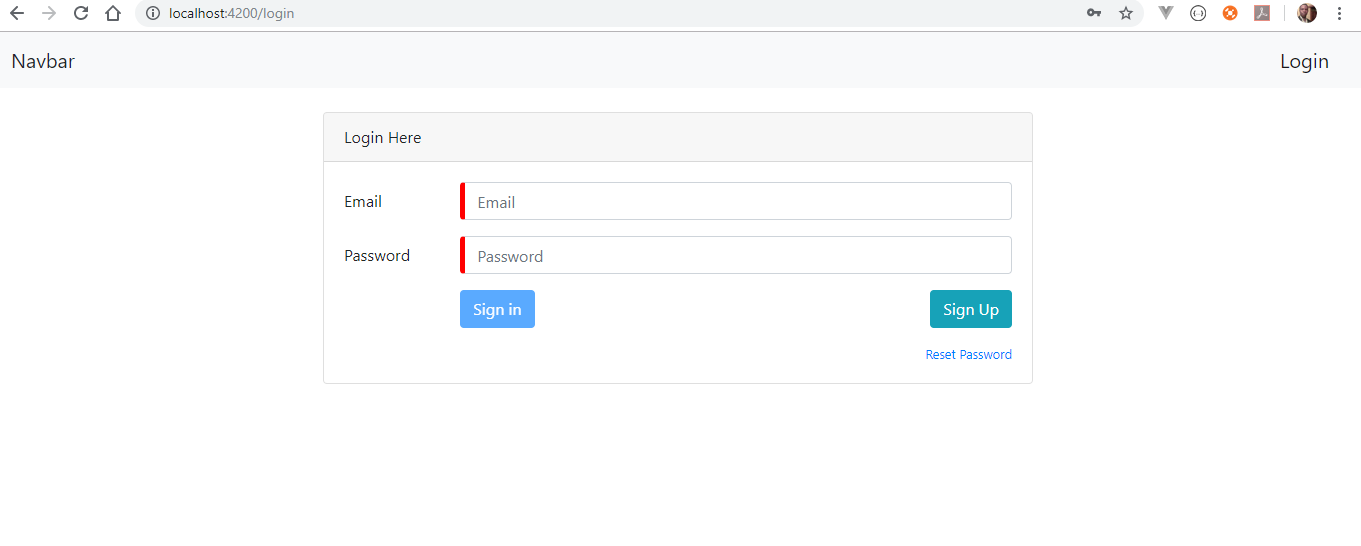 localhost:4200/login
Navbar Login
Login Here
Email Email
Password Password
Sign in Sign Up
Reset Password